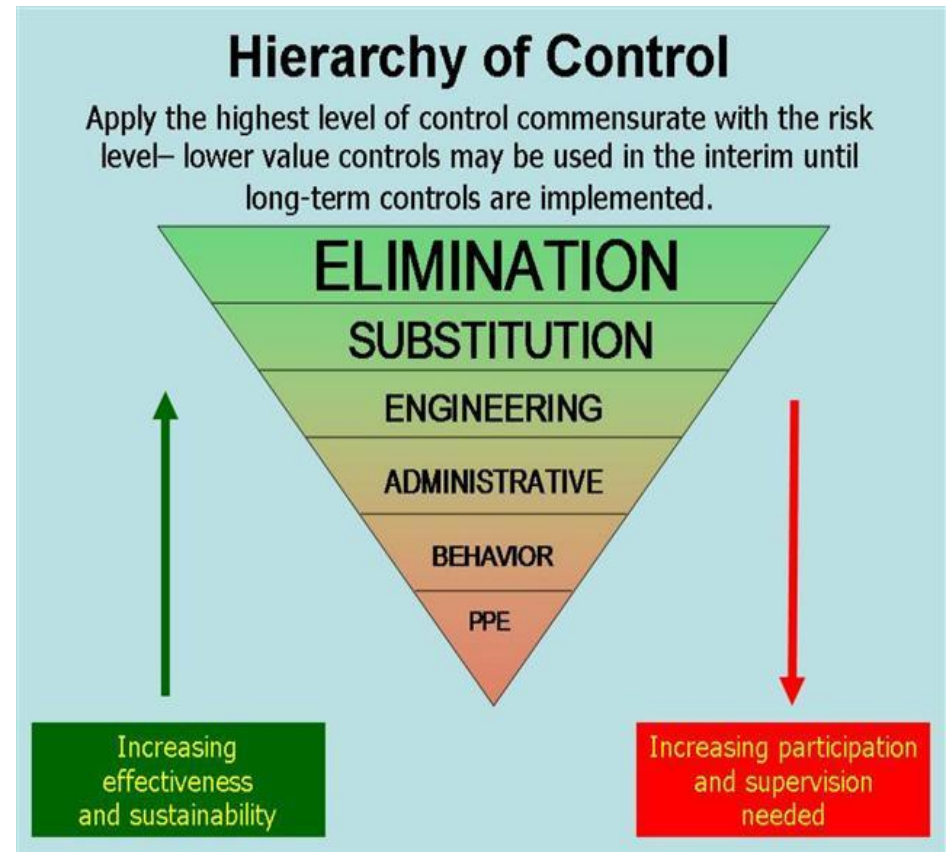 Hierarchy of Control
Apply the highest level of control commensurate with the risk
level– lower value controls may be used in the interim until
long-term controls are implemented.
ELIMINATION
SUBSTITUTION
ENGINEERING
ADMINISTRATIVE
BEHAVIOR
PPE
Increasing
effectiveness
and sustainability
Increasing participation
and supervision
needed